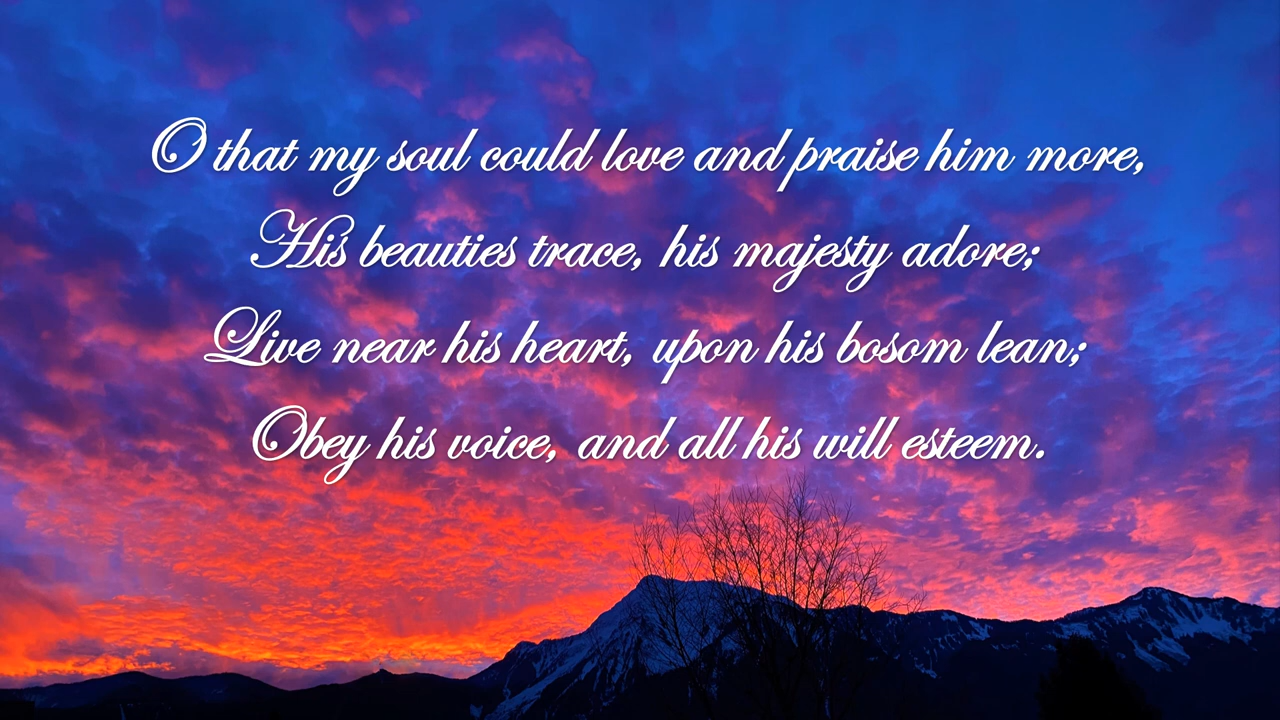 O that my soul could love and praise him more,
His beauties trace, his majesty adore;
Live near his heart, upon his bosom lean;
Obey his voice, and all his will esteem.